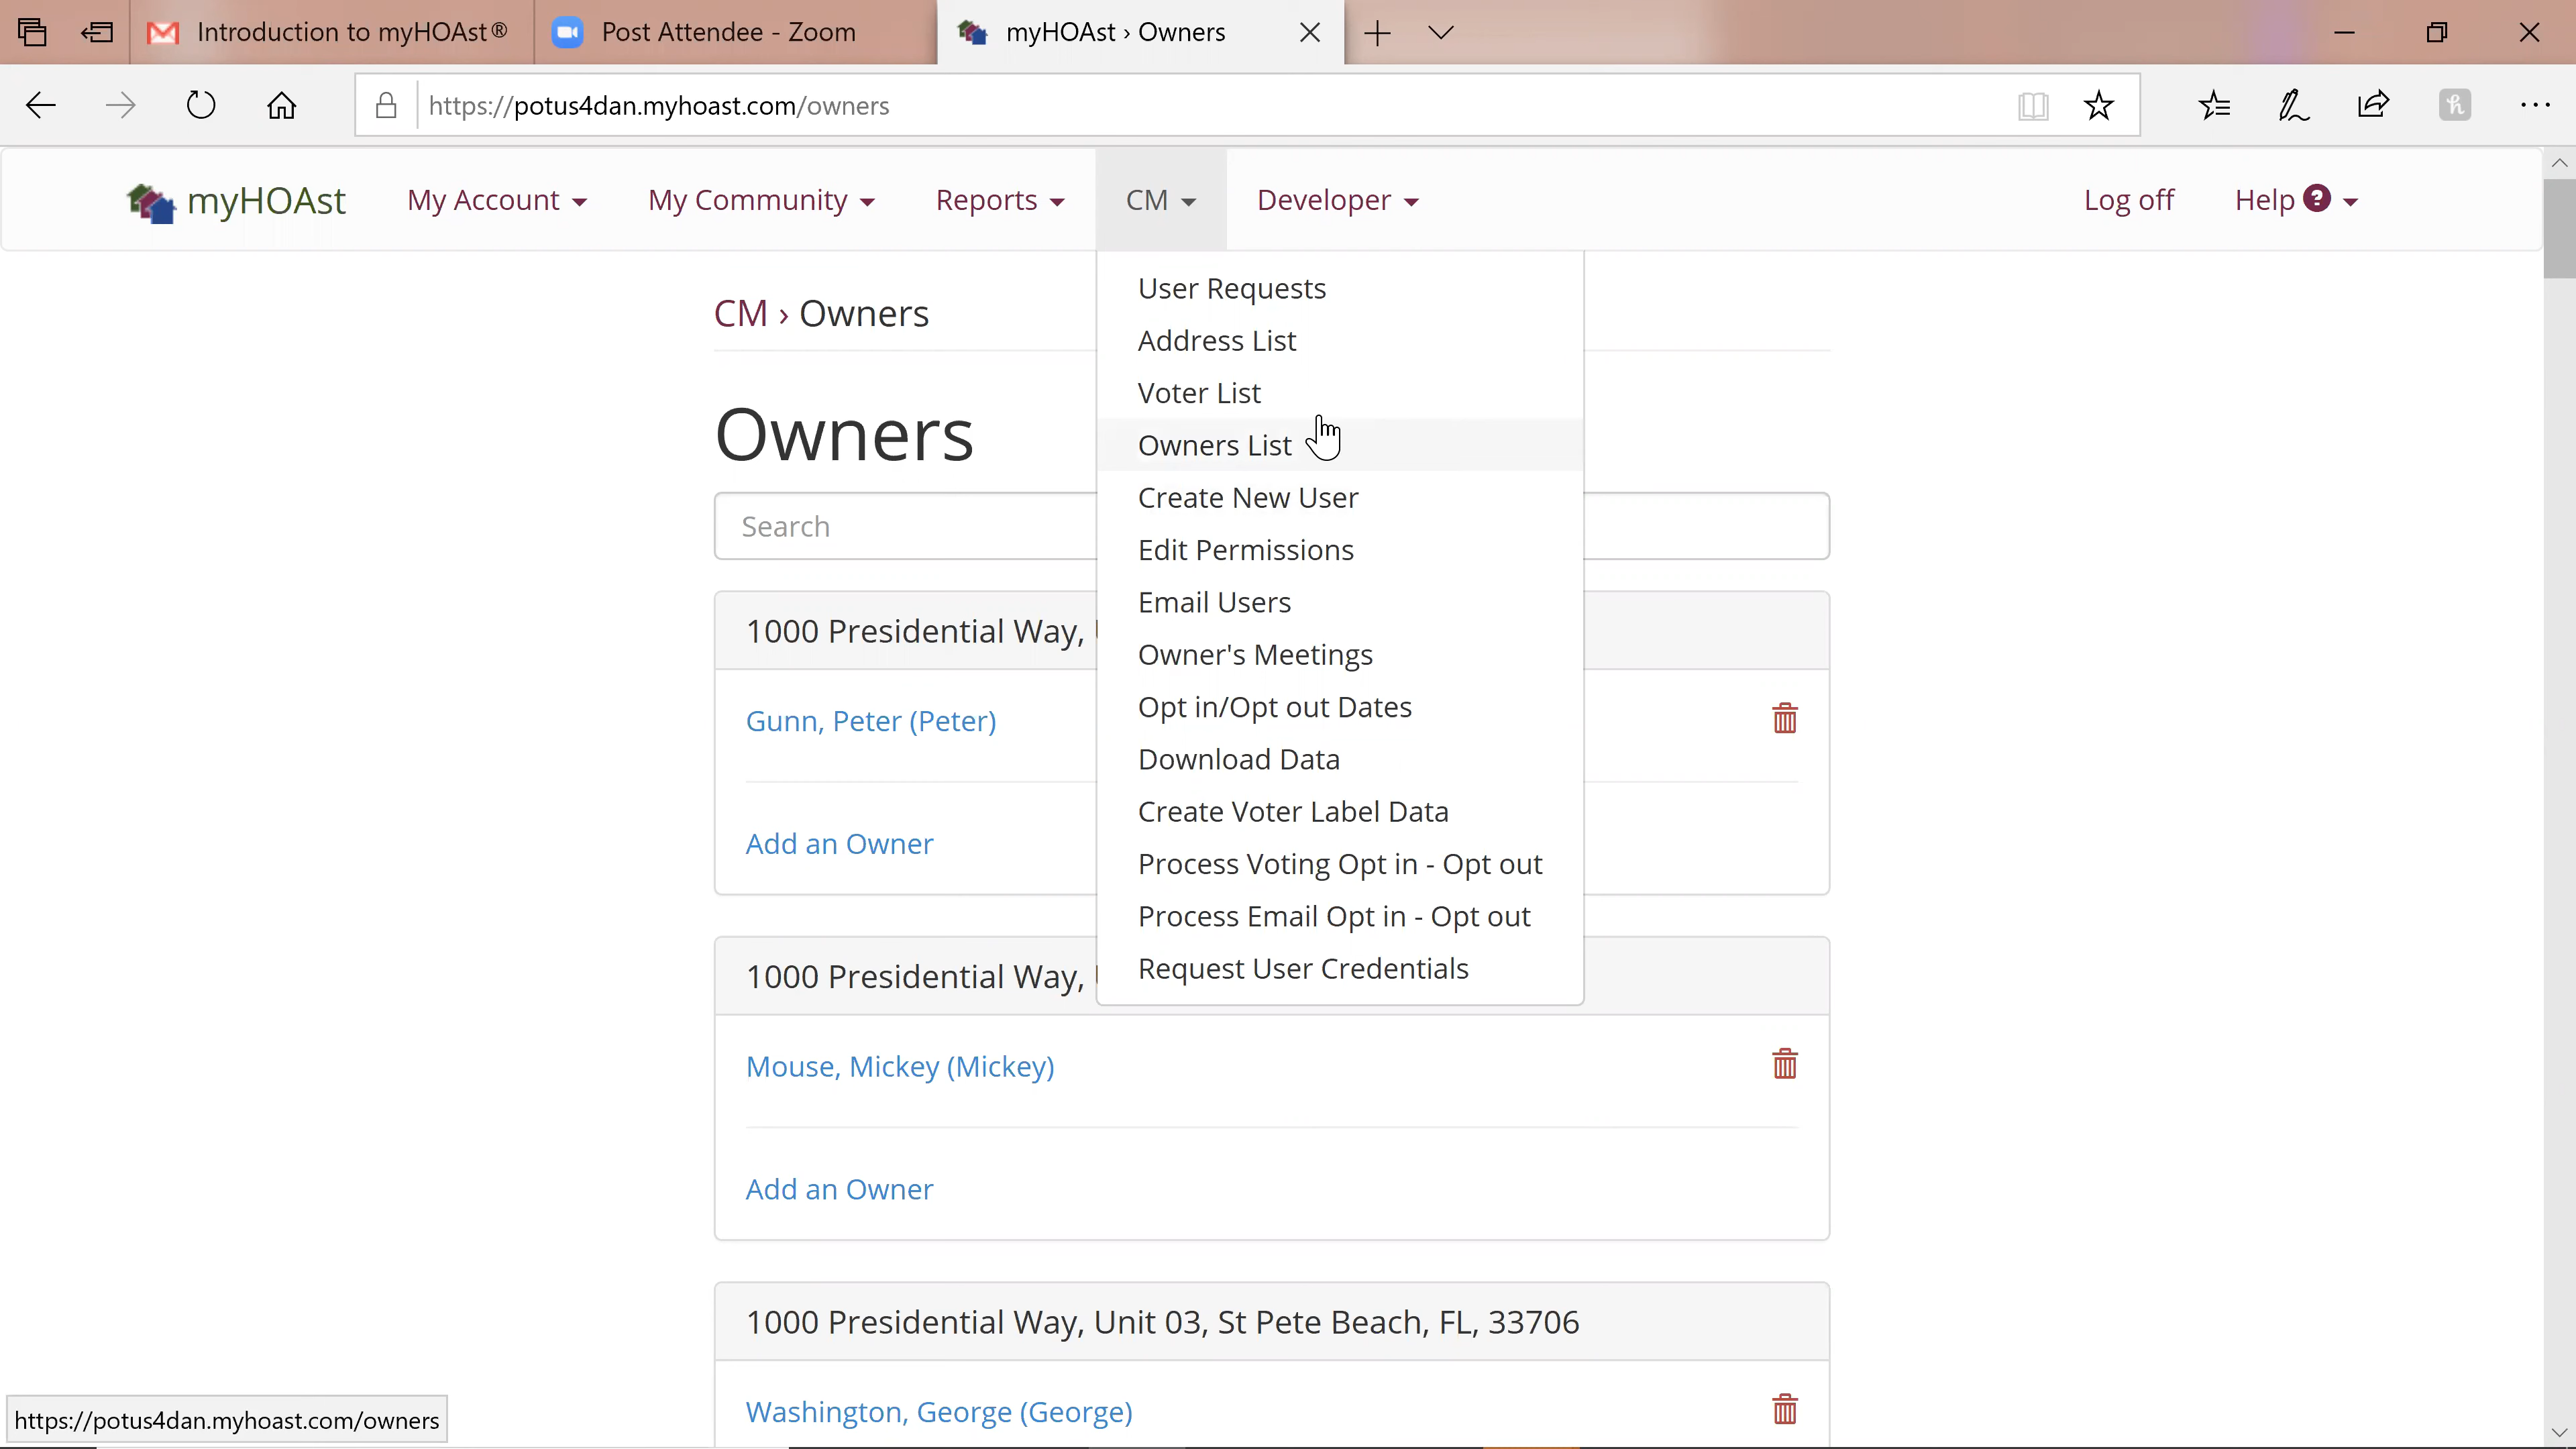 Introduction to myHOAst®
Post Attendee - Zoom
myHOAst › Owners
https://potus4dan.myhoast.com/owners
myHOAst
My Account
My Community
Reports
CM
Developer
Log off
Help ?
CM › Owners
User Requests
Address List
Voter List
Owners List
Create New User
Edit Permissions
Email Users
Owner's Meetings
Opt in/Opt out Dates
Download Data
Create Voter Label Data
Process Voting Opt in - Opt out
Process Email Opt in - Opt out
Request User Credentials
Owners
Search
1000 Presidential Way,
Gunn, Peter (Peter)
Add an Owner
1000 Presidential Way,
Mouse, Mickey (Mickey)
Add an Owner
1000 Presidential Way, Unit 03, St Pete Beach, FL, 33706
Washington, George (George)
https://potus4dan.myhoast.com/owners